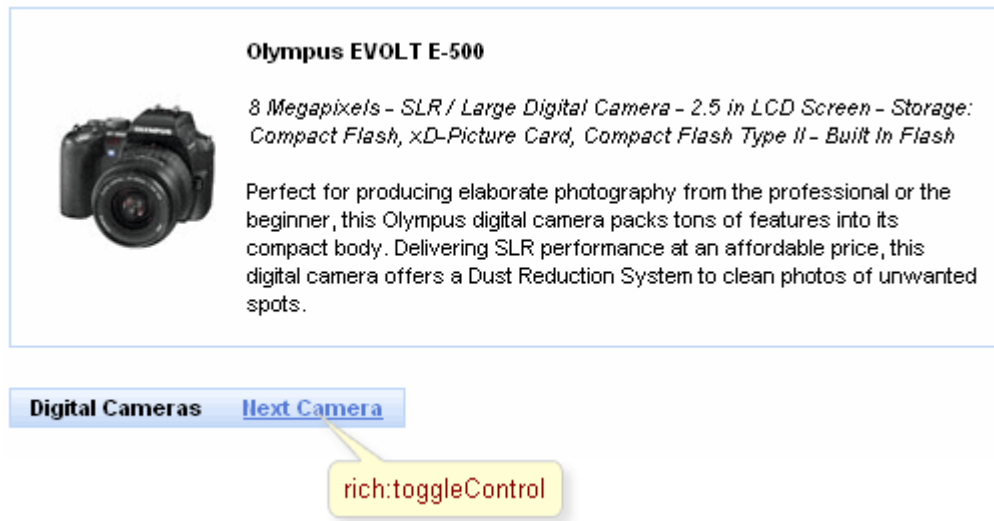 Olympus EVOLT E-500
8 Megapixels - SLR / Large Digital Camera - 2.5 in LCD Screen - Storage:
Compact Flash, xD-Picture Card, Compact Flash Type II - Built In Flash
Perfect for producing elaborate photography from the professional or the
beginner, this Olympus digital camera packs tons of features into its
compact body. Delivering SLR performance at an affordable price, this
digital camera offers a Dust Reduction System to clean photos of unwanted
spots.
OLYMPUS
Digital Cameras Next Camera
rich:toggleControl